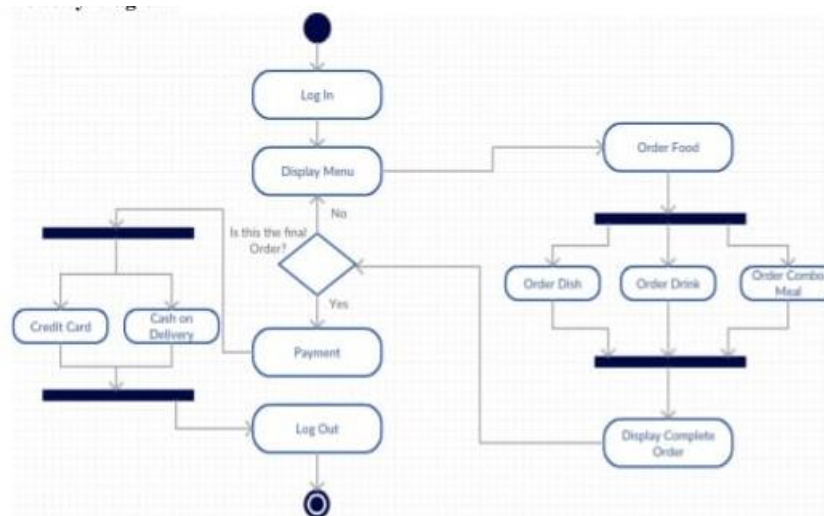 Log In
Display Menu
Order Food
No
Is this the final
Order?
Order Dish
Order Drink
Order Combo
Meal
Yes
Credit Card
Cash on
Delivery
Payment
Log Out
Display Complete
Order